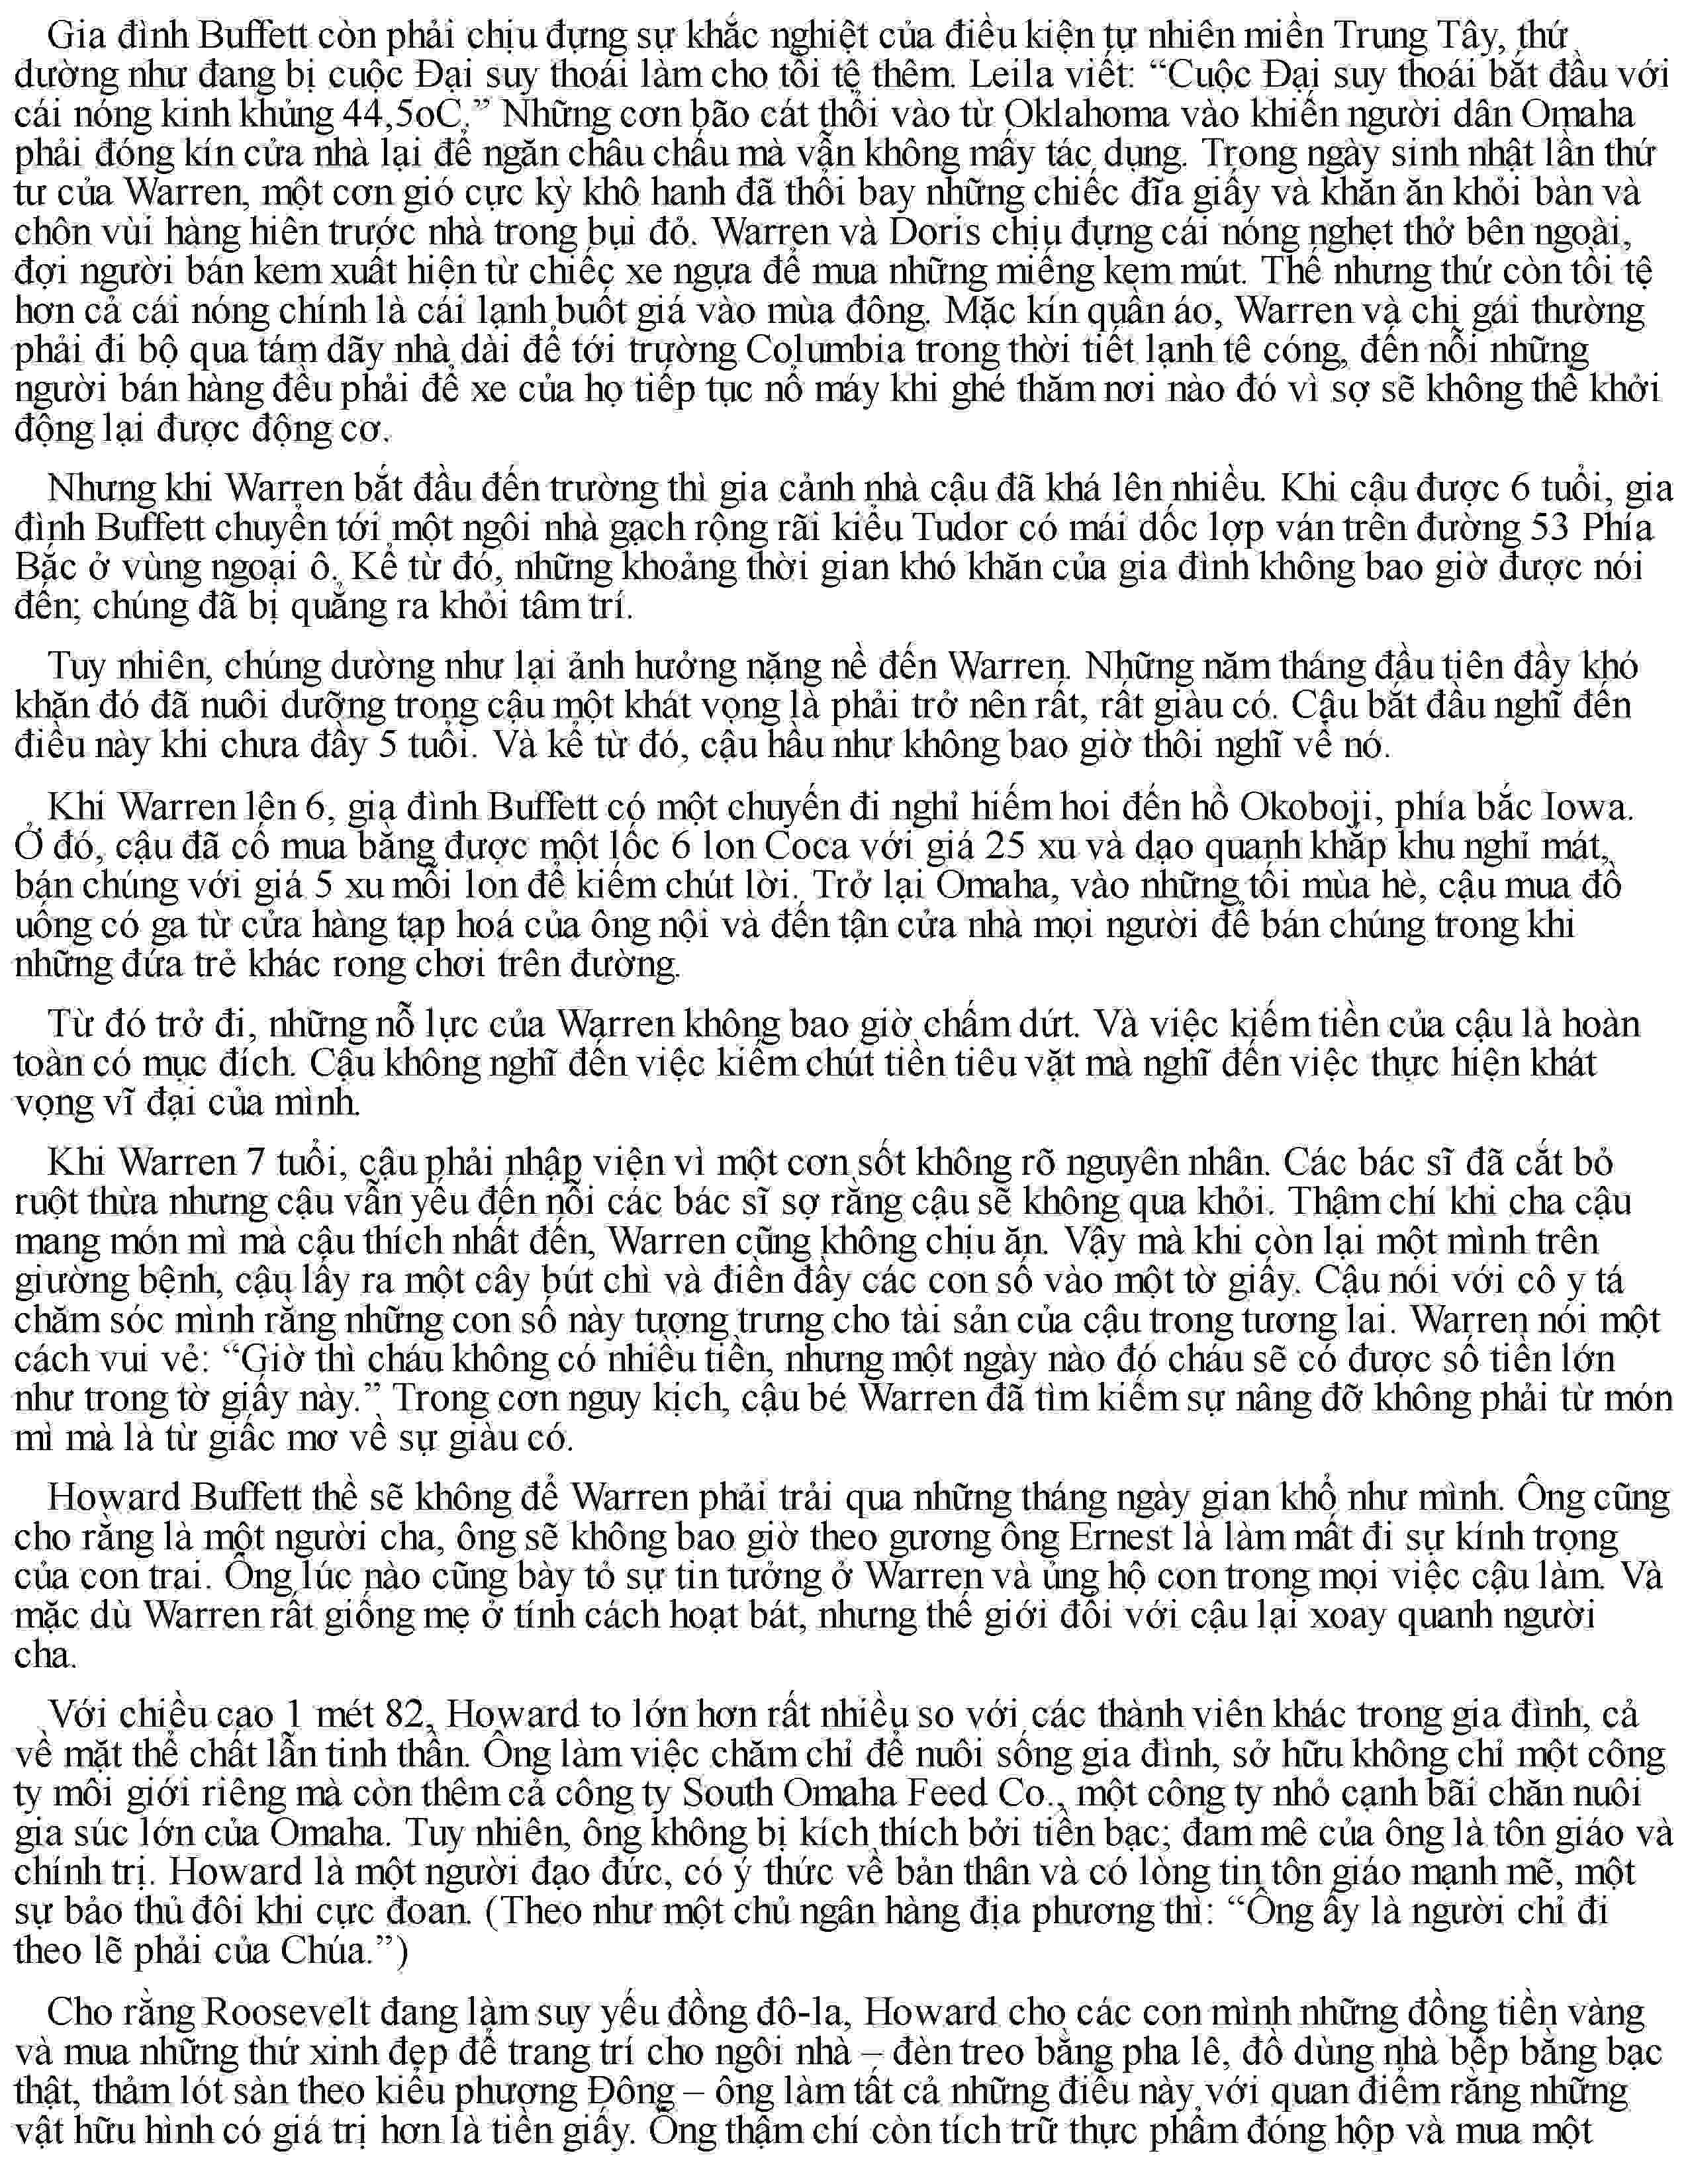 Gia đình Buffett còn phải chịu đựng sự khắc nghiệt của điều kiện tự nhiên miền Trung Tây, thứ
dường như đang bị cuộc Đại suy thoái làm cho tồi tệ thêm. Leila viết: “Cuộc Đại suy thoái bắt đầu với
cái nóng kinh khủng 44,5oC.” Những cơn bão cát thổi vào từ Oklahoma vào khiến người dân Omaha
phải đóng kín cửa nhà lại để ngăn châu chấu mà vẫn không mấy tác dụng. Trong ngày sinh nhật lần thứ
tư của Warren, một cơn gió cực kỳ khô hanh đã thổi bay những chiếc đĩa giấy và khăn ăn khỏi bàn và
chôn vùi hàng hiên trước nhà trong bụi đỏ. Warren và Doris chịu đựng cái nóng nghẹt thở bên ngoài,
đợi người bán kem xuất hiện từ chiếc xe ngựa để mua những miếng kem mút. Thế nhưng thứ còn tồi tệ
hơn cả cái nóng chính là cái lạnh buốt giá vào mùa đông. Mặc kín quần áo, Warren và chị gái thường
phải đi bộ qua tám dãy nhà dài để tới trường Columbia trong thời tiết lạnh tê cóng, đến nỗi những
người bán hàng đều phải để xe của họ tiếp tục nổ máy khi ghé thăm nơi nào đó vì sợ sẽ không thể khởi
động lại được động cơ.
Nhưng khi Warren bắt đầu đến trường thì gia cảnh nhà cậu đã khá lên nhiều. Khi cậu được 6 tuổi, gia
đình Buffett chuyển tới một ngôi nhà gạch rộng rãi kiểu Tudor có mái dốc lợp ván trên đường 53 Phía
Bắc ở vùng ngoại ô. Kể từ đó, những khoảng thời gian khó khăn của gia đình không bao giờ được nói
đến; chúng đã bị quẳng ra khỏi tâm trí.
Tuy nhiên, chúng dường như lại ảnh hưởng nặng nề đến Warren. Những năm tháng đầu tiên đầy khó
khăn đó đã nuôi dưỡng trong cậu một khát vọng là phải trở nên rất, rất giàu có. Cậu bắt đầu nghĩ đến
điều này khi chưa đầy 5 tuổi. Và kể từ đó, cậu hầu như không bao giờ thôi nghĩ về nó.
Khi Warren lên 6, gia đình Buffett có một chuyến đi nghỉ hiếm hoi đến hồ Okoboji, phía bắc Iowa.
Ở đó, cậu đã cố mua bằng được một lốc 6 lon Coca với giá 25 xu và dạo quanh khắp khu nghỉ mát,
bán chúng với giá 5 xu mỗi lon để kiếm chút lời. Trở lại Omaha, vào những tối mùa hè, cậu mua đồ
uống có ga từ cửa hàng tạp hoá của ông nội và đến tận cửa nhà mọi người để bán chúng trong khi
những đứa trẻ khác rong chơi trên đường.
Từ đó trở đi, những nỗ lực của Warren không bao giờ chấm dứt. Và việc kiếm tiền của cậu là hoàn
toàn có mục đích. Cậu không nghĩ đến việc kiếm chút tiền tiêu vặt mà nghĩ đến việc thực hiện khát
vọng vĩ đại của mình.
Khi Warren 7 tuổi, cậu phải nhập viện vì một cơn sốt không rõ nguyên nhân. Các bác sĩ đã cắt bỏ
ruột thừa nhưng cậu vẫn yếu đến nỗi các bác sĩ sợ rằng cậu sẽ không qua khỏi. Thậm chí khi cha cậu
mang món mì mà cậu thích nhất đến, Warren cũng không chịu ăn. Vậy mà khi còn lại một mình trên
giường bệnh, cậu lấy ra một cây bút chì và điền đầy các con số vào một tờ giấy. Cậu nói với cô y tá
chăm sóc mình rằng những con số này tượng trưng cho tài sản của cậu trong tương lai. Warren nói một
cách vui vẻ: “Giờ thì cháu không có nhiều tiền, nhưng một ngày nào đó cháu sẽ có được số tiền lớn
như trong tờ giấy này.” Trong cơn nguy kịch, cậu bé Warren đã tìm kiếm sự nâng đỡ không phải từ món
mì mà là từ giấc mơ về sự giàu có.
Howard Buffett thề sẽ không để Warren phải trải qua những tháng ngày gian khổ như mình. Ông cũng
cho rằng là một người cha, ông sẽ không bao giờ theo gương ông Ernest là làm mất đi sự kính trọng
của con trai. Ông lúc nào cũng bày tỏ sự tin tưởng ở Warren và ủng hộ con trong mọi việc cậu làm. Và
mặc dù Warren rất giống mẹ ở tính cách hoạt bát, nhưng thế giới đối với cậu lại xoay quanh người
cha.
Với chiều cao 1 mét 82, Howard to lớn hơn rất nhiều so với các thành viên khác trong gia đình, cả
về mặt thể chất lẫn tinh thần. Ông làm việc chăm chỉ để nuôi sống gia đình, sở hữu không chỉ một công
ty môi giới riêng mà còn thêm cả công ty South Omaha Feed Co., một công ty nhỏ cạnh bãi chăn nuôi
gia súc lớn của Omaha. Tuy nhiên, ông không bị kích thích bởi tiền bạc; đam mê của ông là tôn giáo và
chính trị. Howard là một người đạo đức, có ý thức về bản thân và có lòng tin tôn giáo mạnh mẽ, một
sự bảo thủ đôi khi cực đoan. (Theo như một chủ ngân hàng địa phương thì: “Ông ấy là người chỉ đi
theo lẽ phải của Chúa.”)
Cho rằng Roosevelt đang làm suy yếu đồng đô-la, Howard cho các con mình những đồng tiền vàng
và mua những thứ xinh đẹp để trang trí cho ngôi nhà – đèn treo bằng pha lê, đồ dùng nhà bếp bằng bạc
thật, thảm lót sàn theo kiểu phương Đông – ông làm tất cả những điều này với quan điểm rằng những
vật hữu hình có giá trị hơn là tiền giấy. Ông thậm chí còn tích trữ thực phẩm đóng hộp và mua một